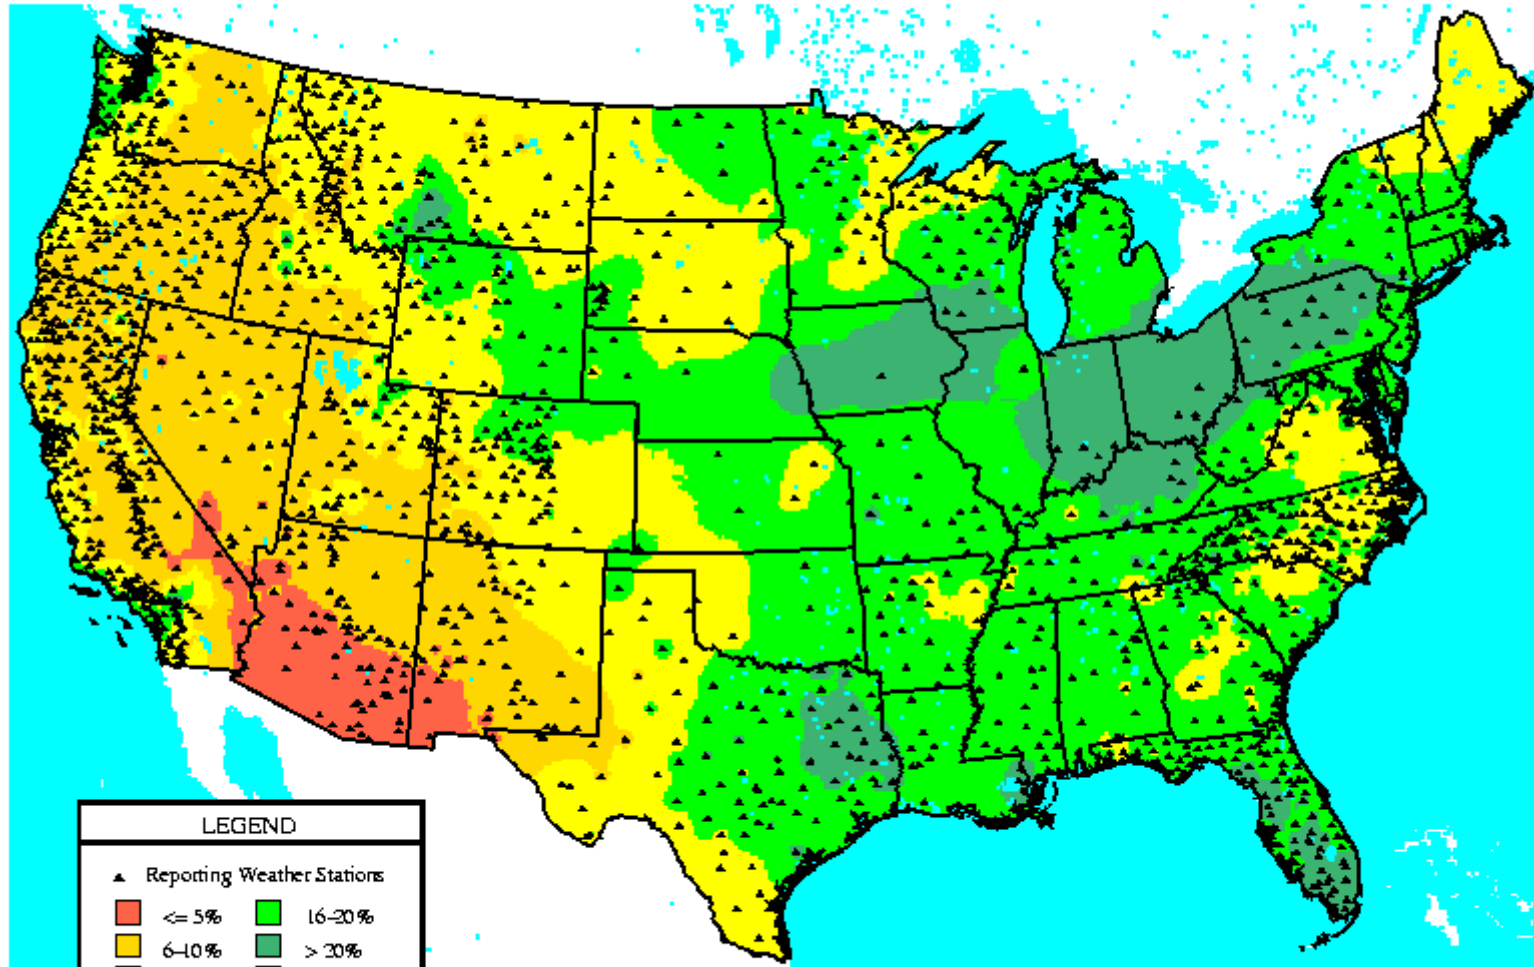 LEGEND
Reporting Weather Stations
<= 5% 16-20%
6-10% > 20%